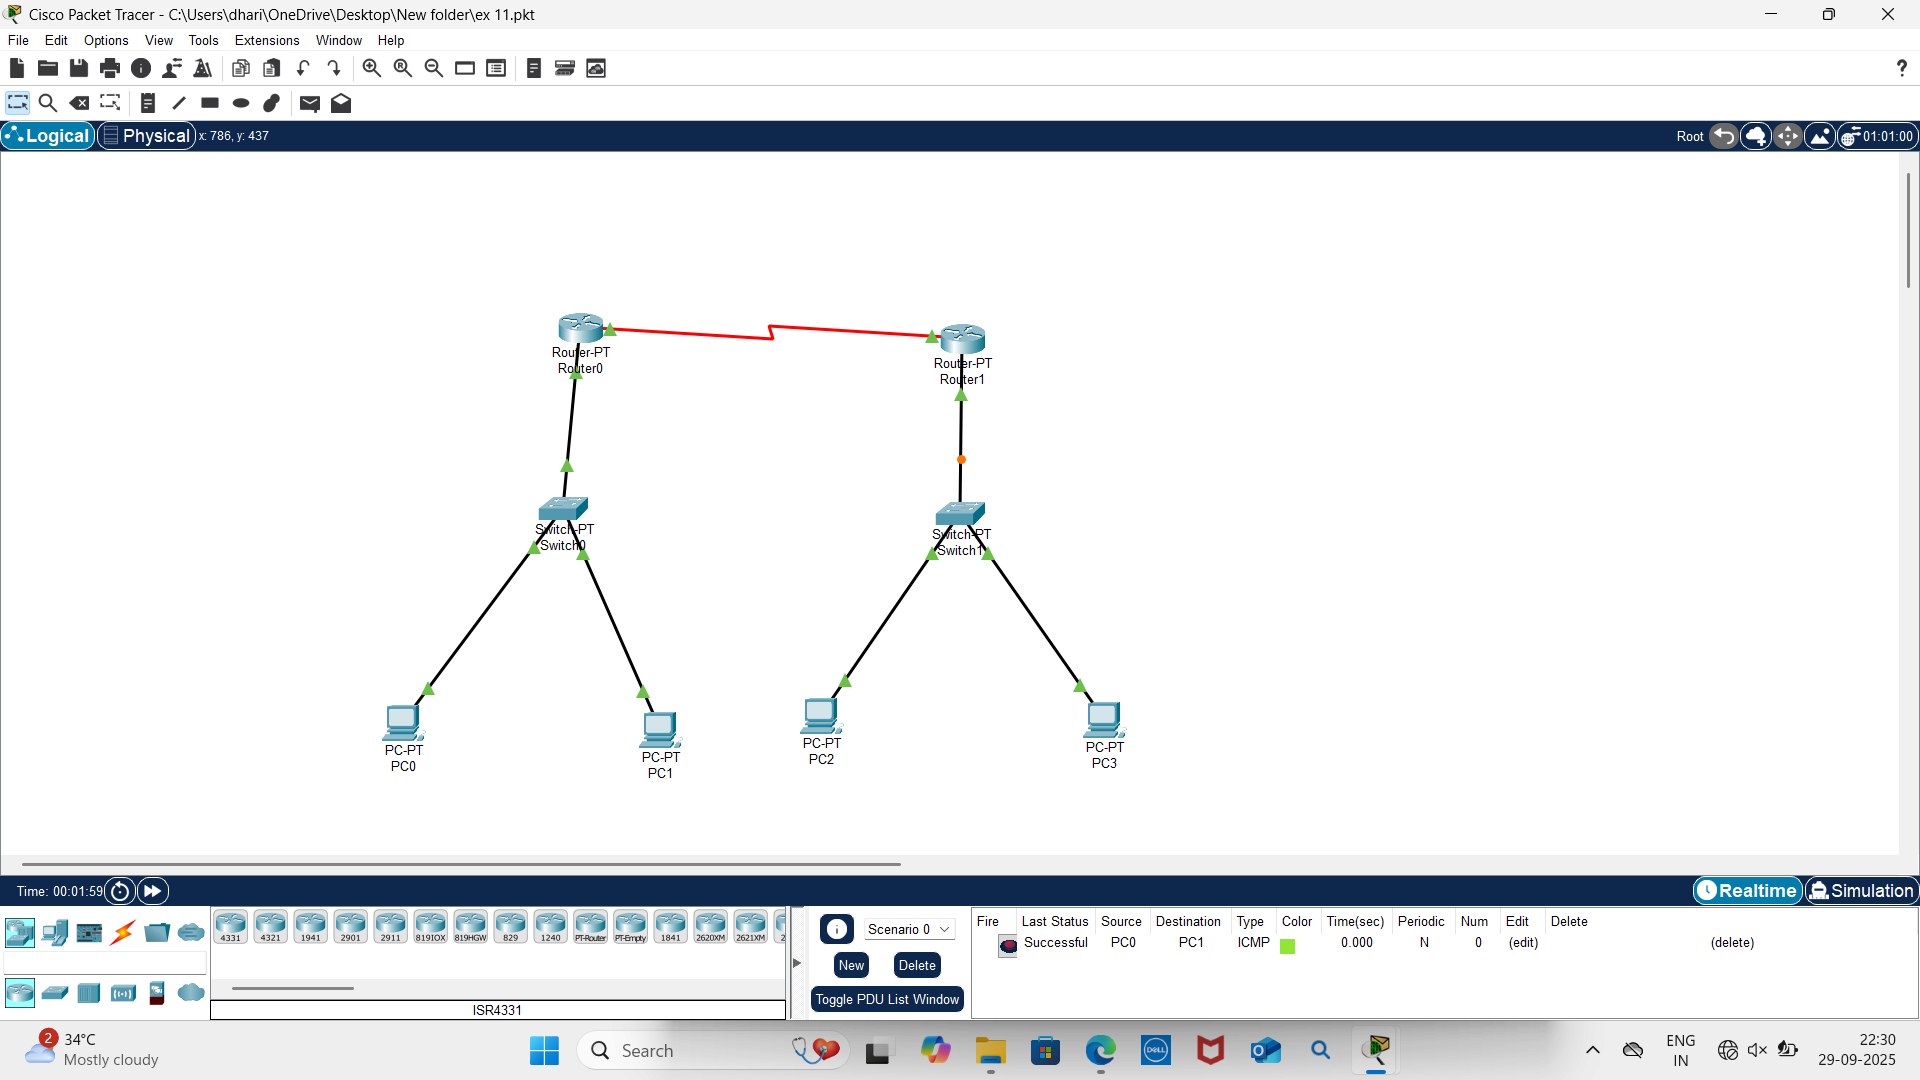 Cisco Packet Tracer - C:\Users\dhari\OneDrive\Desktop\New folder\ex 11.pkt
File Edit Options View Tools Extensions Window Help
?
Logical Physical x: 786, y: 437 Root 01:01:00
Router-PT
Router0
Router-PT
Router1
Switch-PT
Switch0
Switch-PT
Switch1
PC-PT
PC0
PC-PT
PC1
PC-PT
PC2
PC-PT
PC3
Time: 00:01:59 Realtime Simulation
4331 4321 1941 2901 2911 819IOX 819HGW 829 1240 PT-Router PT-Empty 1841 2620XM 2621XM 2
ISR4331
Scenario 0
New Delete
Toggle PDU List Window
Fire Last Status Source Destination Type Color Time(sec) Periodic Num Edit Delete
Successful PC0 PC1 ICMP 0.000 N 0 (edit) (delete)
2 34°C
Mostly cloudy
Search
DELL
ENG
IN
22:30
29-09-2025